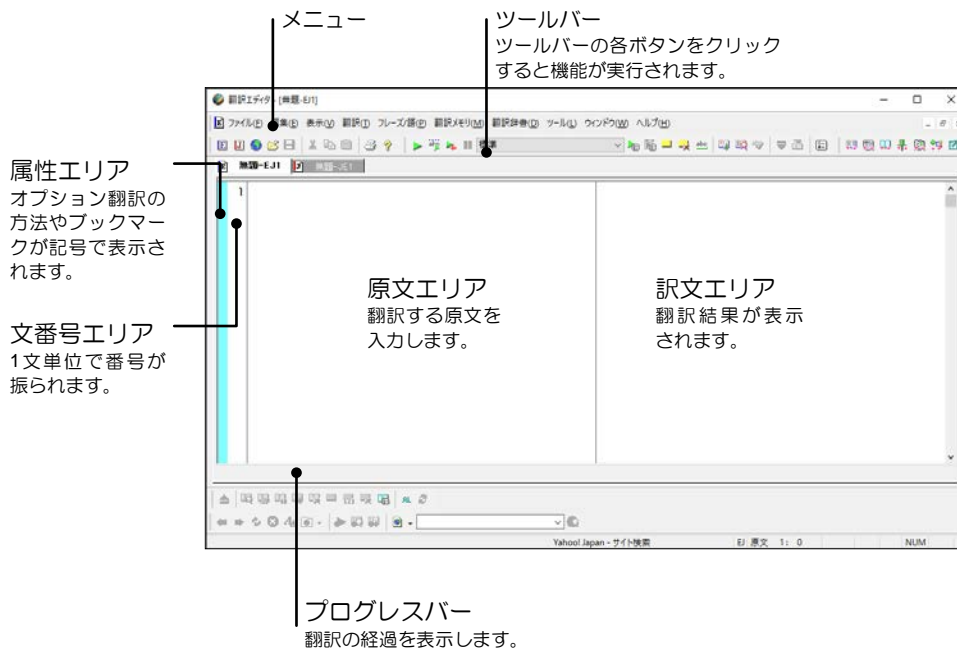 メニュー
ツールバー
ツールバーの各ボタンをクリック
すると機能が実行されます。
翻訳エディタ - [無題-EJ1]
ファイル(F) 編集(E) 表示(V) 翻訳(T) フレーズ/語(P) 翻訳メモリ(M) 翻訳辞書(D) ツール(L) ウィンドウ(W) ヘルプ(H)
標準
無題-EJ1 無題-JE1
属性エリア
オプション翻訳の
方法やブックマー
クが記号で表示さ
れます。
文番号エリア
1文単位で番号が
振られます。
1
原文エリア
翻訳する原文を
入力します。
訳文エリア
翻訳結果が表示
されます。
Yahoo! Japan - サイト検索 EJ 原文 1: 0 NUM
プログレスバー
翻訳の経過を表示します。